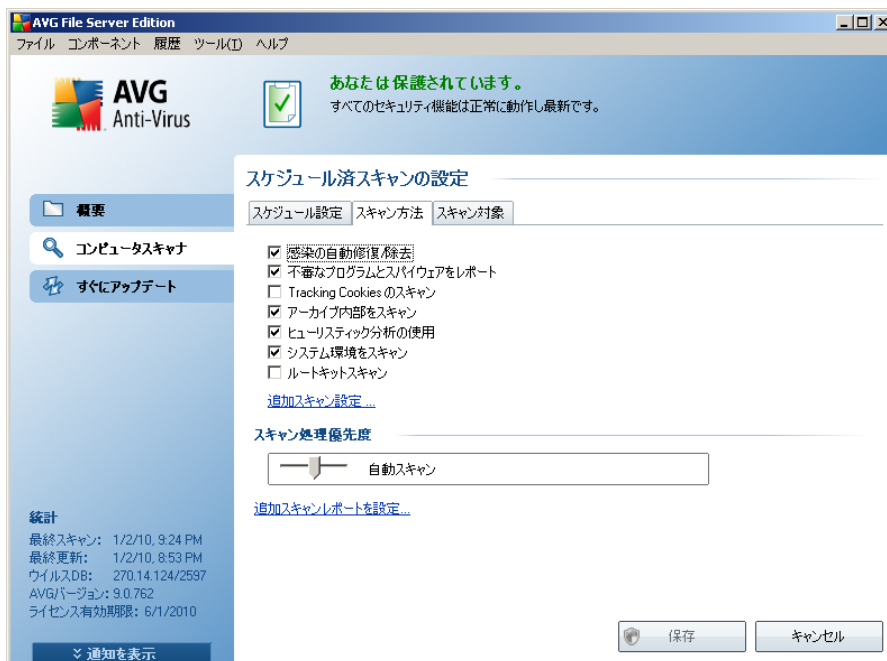 AVG File Server Edition
ファイル コンポーネント 履歴 ツール(T) ヘルプ
AVG
Anti-Virus
あなたは保護されています。
すべてのセキュリティ機能は正常に動作し最新です。
概要
コンピュータスキャナ
すぐにアップデート
スケジュール済スキャンの設定
スケジュール設定 スキャン方法 スキャン対象
感染の自動修復/除去
不審なプログラムとスパイウェアをレポート
Tracking Cookies のスキャン
アーカイブ内部をスキャン
ヒューリスティック分析の使用
システム環境をスキャン
ルートキットスキャン
追加スキャン設定 ...
スキャン処理優先度
自動スキャン
追加スキャンレポートを設定...
統計
最終スキャン: 1/2/10, 9:24 PM
最終更新: 1/2/10, 8:53 PM
ウイルスDB: 270.14.124/2597
AVGバージョン: 9.0.762
ライセンス有効期限: 6/1/2010
通知を表示
保存 キャンセル